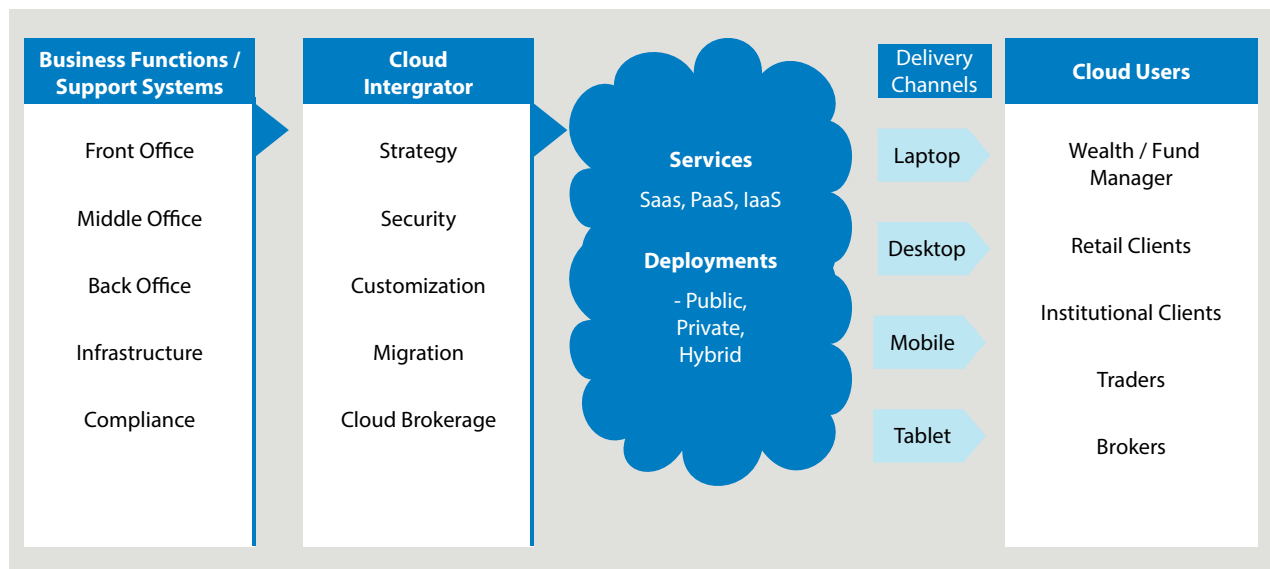 Business Functions /
Support Systems
Front Office
Middle Office
Back Office
Infrastructure
Compliance
Cloud
Intergrator
Strategy
Security
Customization
Migration
Cloud Brokerage
Services
Saas, PaaS, IaaS
Deployments
- Public,
Private,
Hybrid
Delivery
Channels
Laptop
Desktop
Mobile
Tablet
Cloud Users
Wealth / Fund
Manager
Retail Clients
Institutional Clients
Traders
Brokers